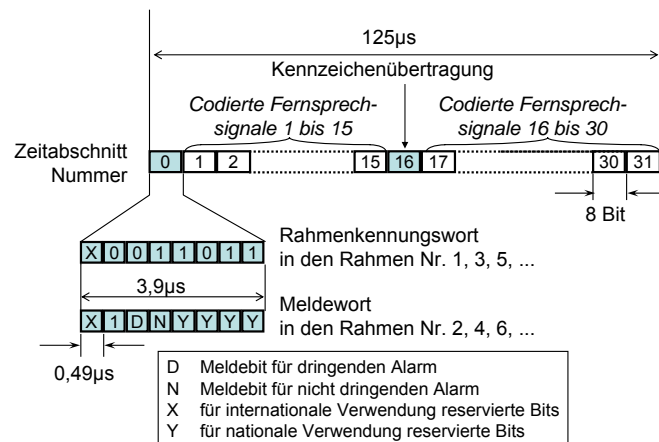 125µs
Kennzeichenübertragung
Codierte Fernsprech-
signale 1 bis 15
Codierte Fernsprech-
signale 16 bis 30
Zeitabschnitt
Nummer
0 1 2 15 16 17 30 31
8 Bit
X 0 0 1 1 0 1 1
Rahmenkennungswort
in den Rahmen Nr. 1, 3, 5, ...
3,9µs
X 1 D N Y Y Y Y
Meldewort
in den Rahmen Nr. 2, 4, 6, ...
0,49µs
D Meldebit für dringenden Alarm
N Meldebit für nicht dringenden Alarm
X für internationale Verwendung reservierte Bits
Y für nationale Verwendung reservierte Bits